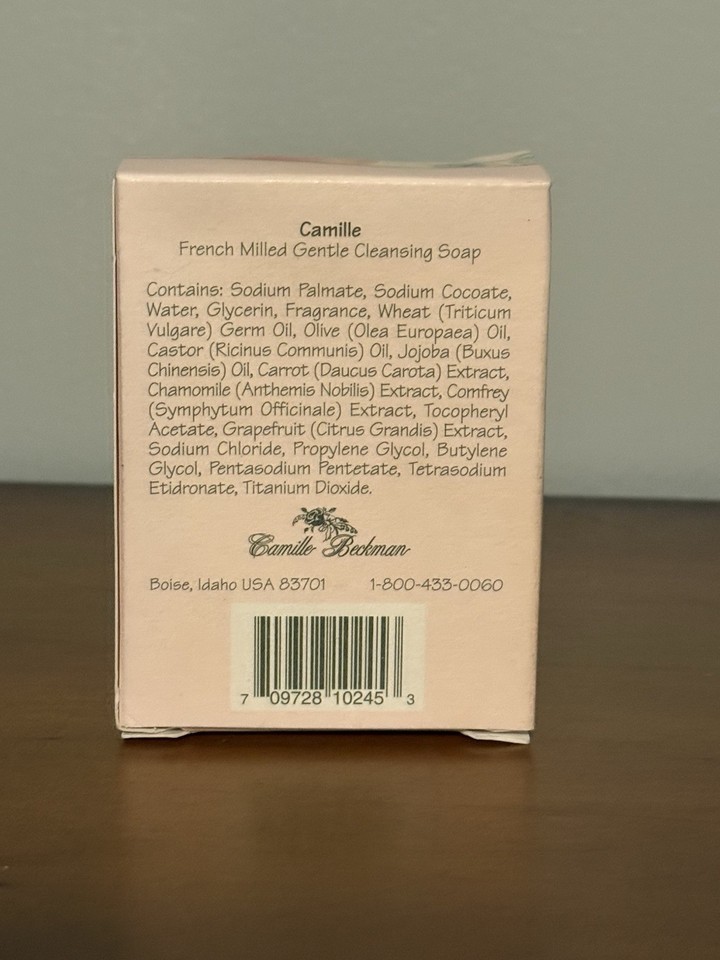 Camille
French Milled Gentle Cleansing Soap
Contains: Sodium Palmate, Sodium Cocoate,
Water, Glycerin, Fragrance, Wheat (Triticum
Vulgare) Germ Oil, Olive (Olea Europaea) Oil,
Castor (Ricinus Communis) Oil, Jojoba (Buxus
Chinensis) Oil, Carrot (Daucus Carota) Extract,
Chamomile (Anthemis Nobilis) Extract, Comfrey
(Symphytum Officinale) Extract, Tocopheryl
Acetate, Grapefruit (Citrus Grandis) Extract,
Sodium Chloride, Propylene Glycol, Butylene
Glycol, Pentasodium Pentetate, Tetrasodium
Etidronate, Titanium Dioxide.
Camille Beckman
Boise, Idaho USA 83701 1-800-433-0060
7 09728 10245 3